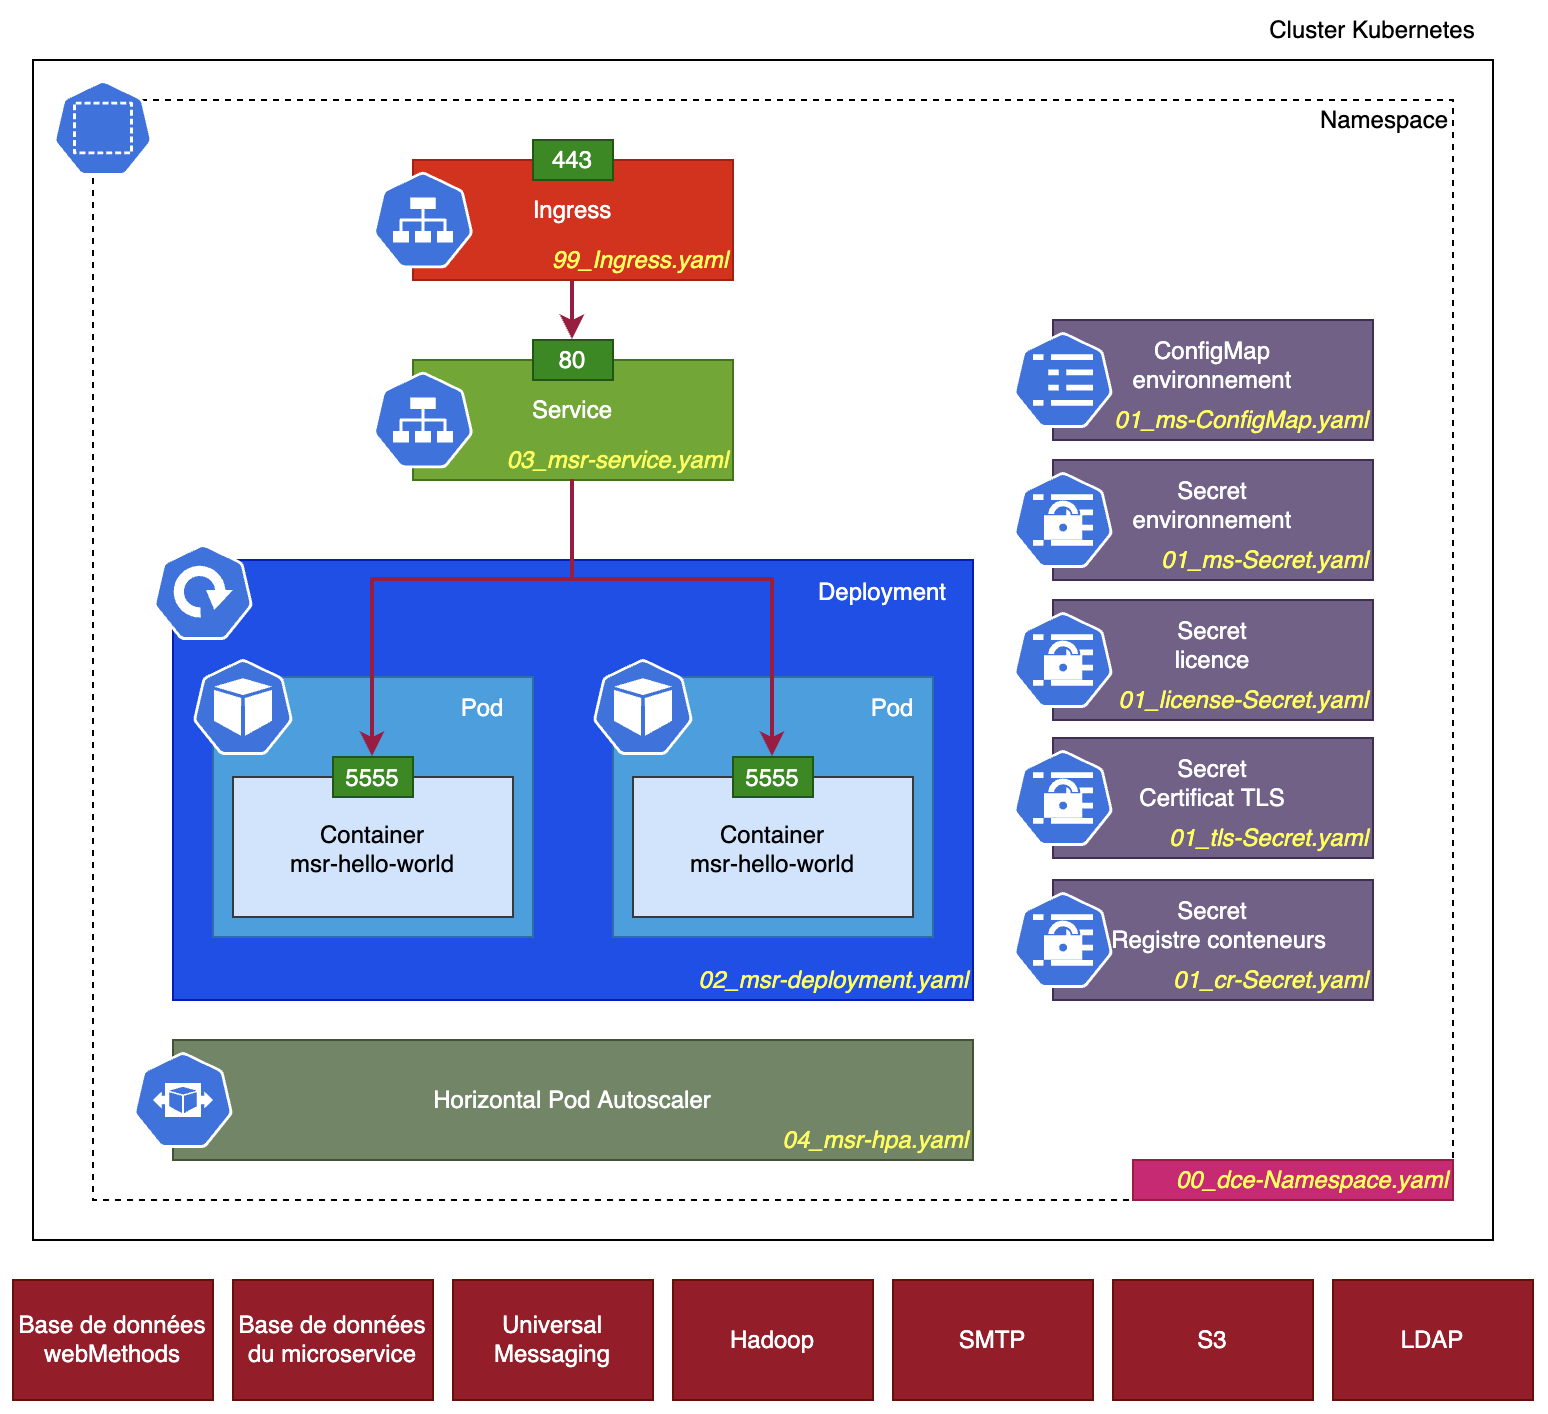 Cluster Kubernetes
Namespace
443
Ingress
99_Ingress.yaml
80
Service
03_msr-service.yaml
Deployment
Pod
5555
Container
msr-hello-world
Pod
5555
Container
msr-hello-world
02_msr-deployment.yaml
Horizontal Pod Autoscaler
04_msr-hpa.yaml
ConfigMap
environnement
01_ms-ConfigMap.yaml
Secret
environnement
01_ms-Secret.yaml
Secret
licence
01_license-Secret.yaml
Secret
Certificat TLS
01_tls-Secret.yaml
Secret
Registre conteneurs
01_cr-Secret.yaml
00_dce-Namespace.yaml
Base de données
webMethods
Base de données
du microservice
Universal
Messaging
Hadoop
SMTP
S3
LDAP